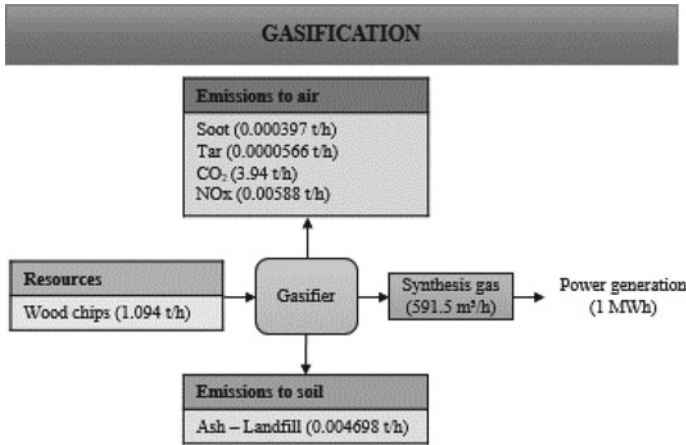 GASIFICATION
Emissions to air
Soot (0.000397 t/h)
Tar (0.0000566 t/h)
CO₂ (3.94 t/h)
NOx (0.00588 t/h)
Resources
Wood chips (1.094 t/h)
Gasifier
Synthesis gas
(591.5 m³/h)
Power generation
(1 MWh)
Emissions to soil
Ash – Landfill (0.004698 t/h)